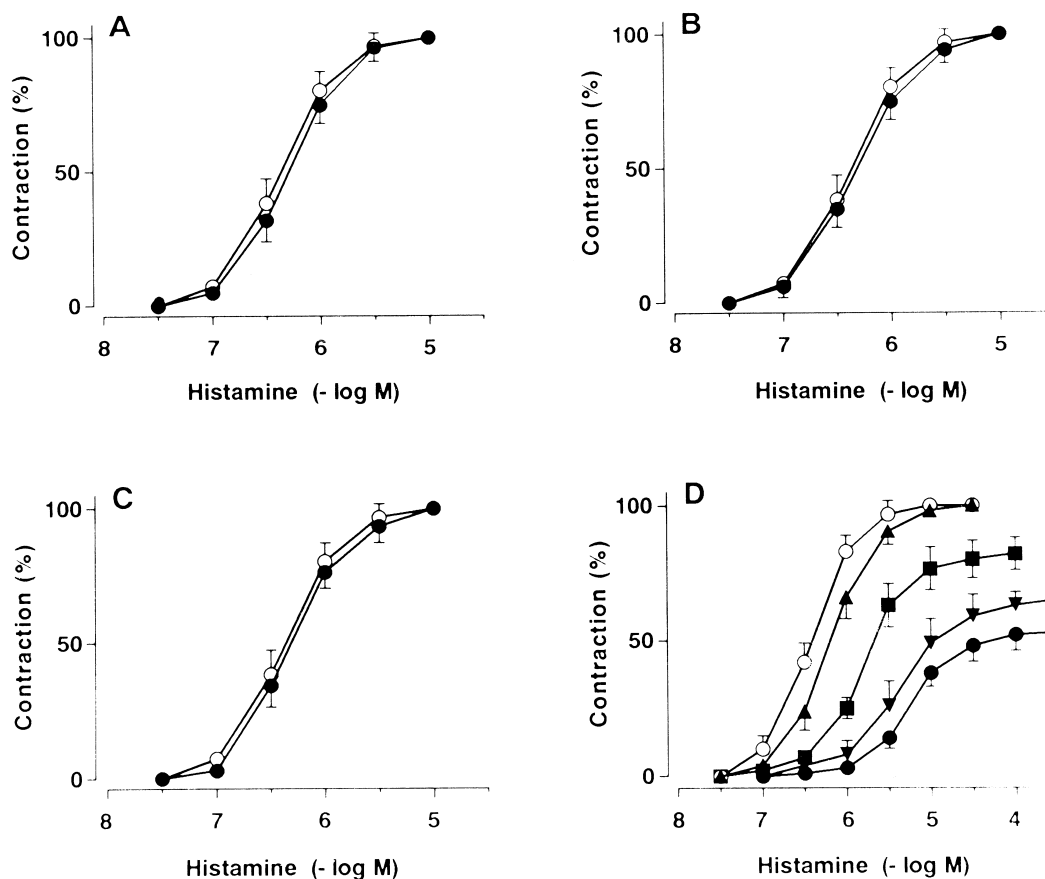 A
Contraction (%)
100
50
0
8 7 6 5
Histamine (- log M)
B
Contraction (%)
100
50
0
8 7 6 5
Histamine (- log M)
C
Contraction (%)
100
50
0
8 7 6 5
Histamine (- log M)
D
Contraction (%)
100
50
0
8 7 6 5 4
Histamine (- log M)